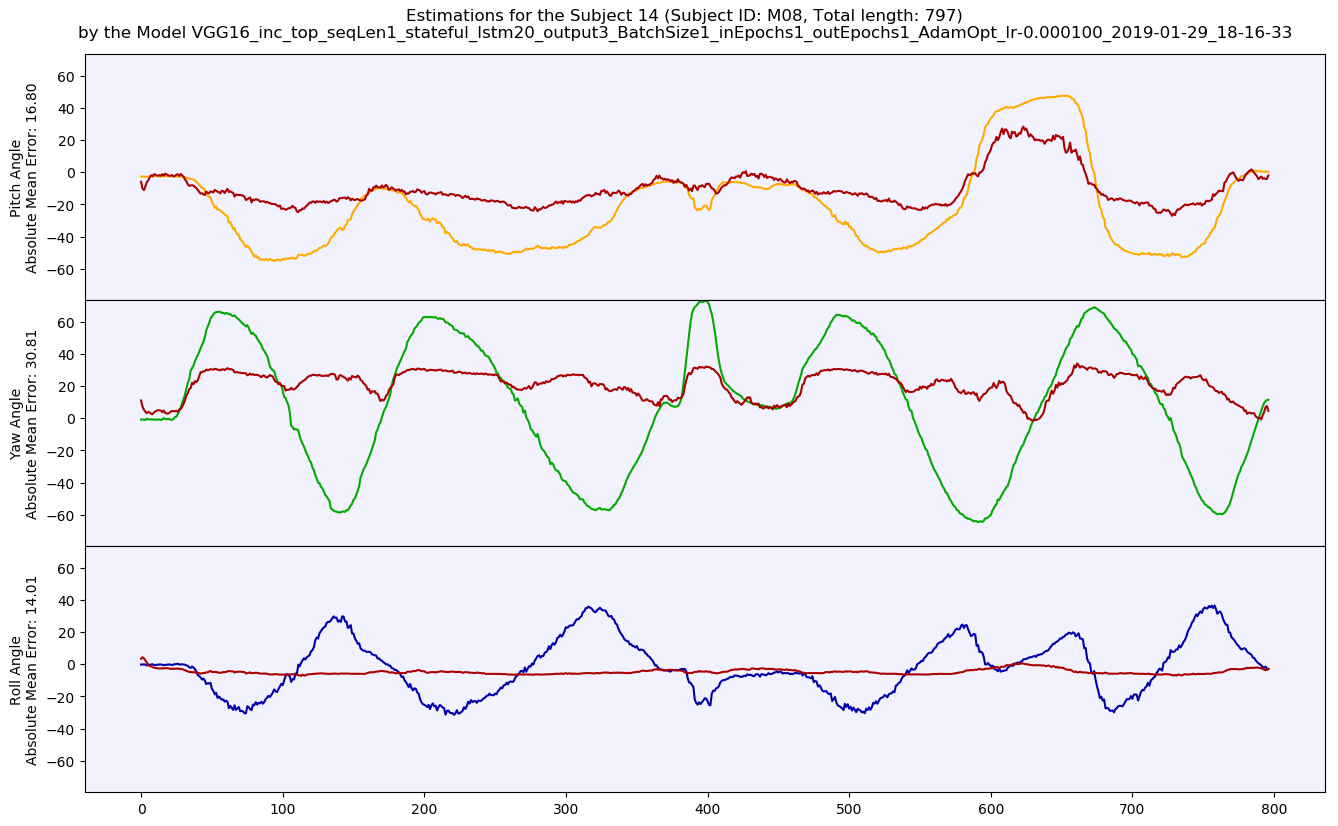 Estimations for the Subject 14 (Subject ID: M08, Total length: 797)
by the Model VGG16_inc_top_seqLen1_stateful_lstm20_output3_BatchSize1_inEpochs1_outEpochs1_AdamOpt_lr-0.000100_2019-01-29_18-16-33
Pitch Angle
Absolute Mean Error: 16.80
60
40
20
0
−20
−40
−60
Yaw Angle
Absolute Mean Error: 30.81
60
40
20
0
−20
−40
−60
Roll Angle
Absolute Mean Error: 14.01
60
40
20
0
−20
−40
−60
0 100 200 300 400 500 600 700 800